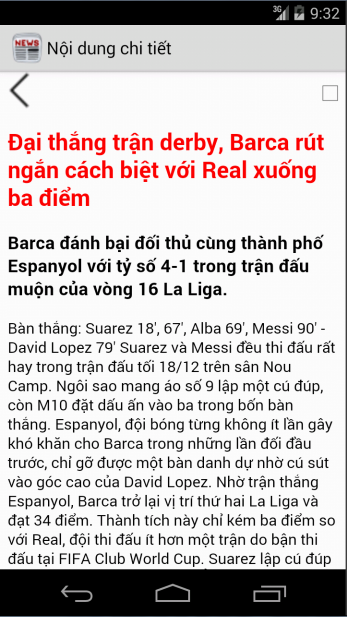 3G 9:32
NEWS Nội dung chi tiết
Đại thắng trận derby, Barca rút
ngắn cách biệt với Real xuống
ba điểm
Barca đánh bại đối thủ cùng thành phố
Espanyol với tỷ số 4-1 trong trận đấu
muộn của vòng 16 La Liga.
Bàn thắng: Suarez 18', 67', Alba 69', Messi 90' -
David Lopez 79' Suarez và Messi đều thi đấu rất
hay trong trận đấu tối 18/12 trên sân Nou
Camp. Ngôi sao mang áo số 9 lập một cú đúp,
còn M10 đặt dấu ấn vào ba trong bốn bàn
thắng. Espanyol, đội bóng từng không ít lần gây
khó khăn cho Barca trong những lần đối đầu
trước, chỉ gỡ được một bàn danh dự nhờ cú sút
vào góc cao của David Lopez. Nhờ trận thắng
Espanyol, Barca trở lại vị trí thứ hai La Liga và
đạt 34 điểm. Thành tích này chỉ kém ba điểm so
với Real, đội thi đấu ít hơn một trận do bận thi
đấu tại FIFA Club World Cup. Suarez lập cú đúp